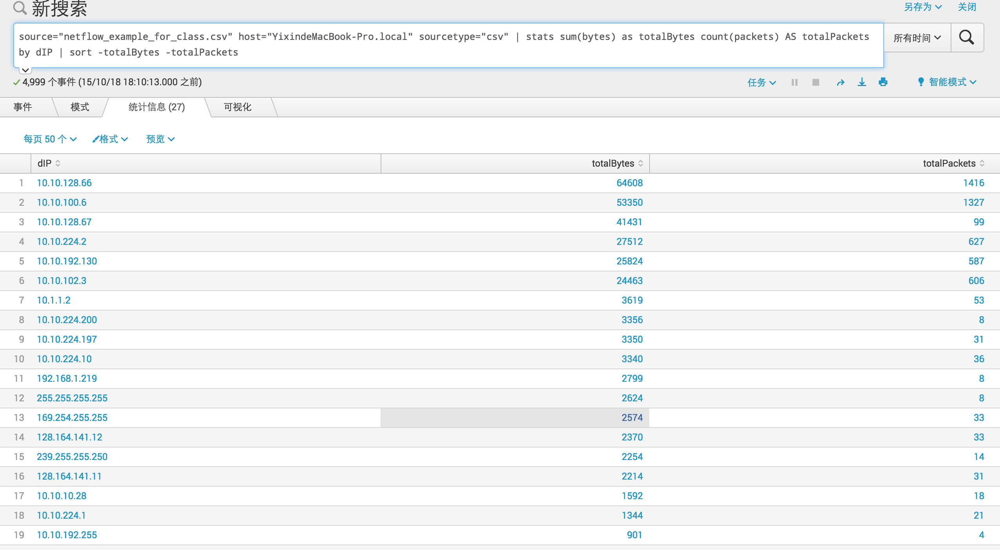 新搜索
另存为 关闭
source="netflow_example_for_class.csv" host="YixindeMacBook-Pro.local" sourcetype="csv" | stats sum(bytes) as totalBytes count(packets) AS totalPackets
by dIP | sort -totalBytes -totalPackets
所有时间
4,999 个事件 (15/10/18 18:10:13.000 之前)
任务 智能模式
事件 模式 统计信息 (27) 可视化
每页 50 个 格式 预览
dIP totalBytes totalPackets
1 10.10.128.66 64608 1416
2 10.10.100.6 53350 1327
3 10.10.128.67 41431 99
4 10.10.224.2 27512 627
5 10.10.192.130 25824 587
6 10.10.102.3 24463 606
7 10.1.1.2 3619 53
8 10.10.224.200 3356 8
9 10.10.224.197 3350 31
10 10.10.224.10 3340 36
11 192.168.1.219 2799 8
12 255.255.255.255 2624 8
13 169.254.255.255 2574 33
14 128.164.141.12 2370 33
15 239.255.255.250 2254 14
16 128.164.141.11 2214 31
17 10.10.10.28 1592 18
18 10.10.224.1 1344 21
19 10.10.192.255 901 4